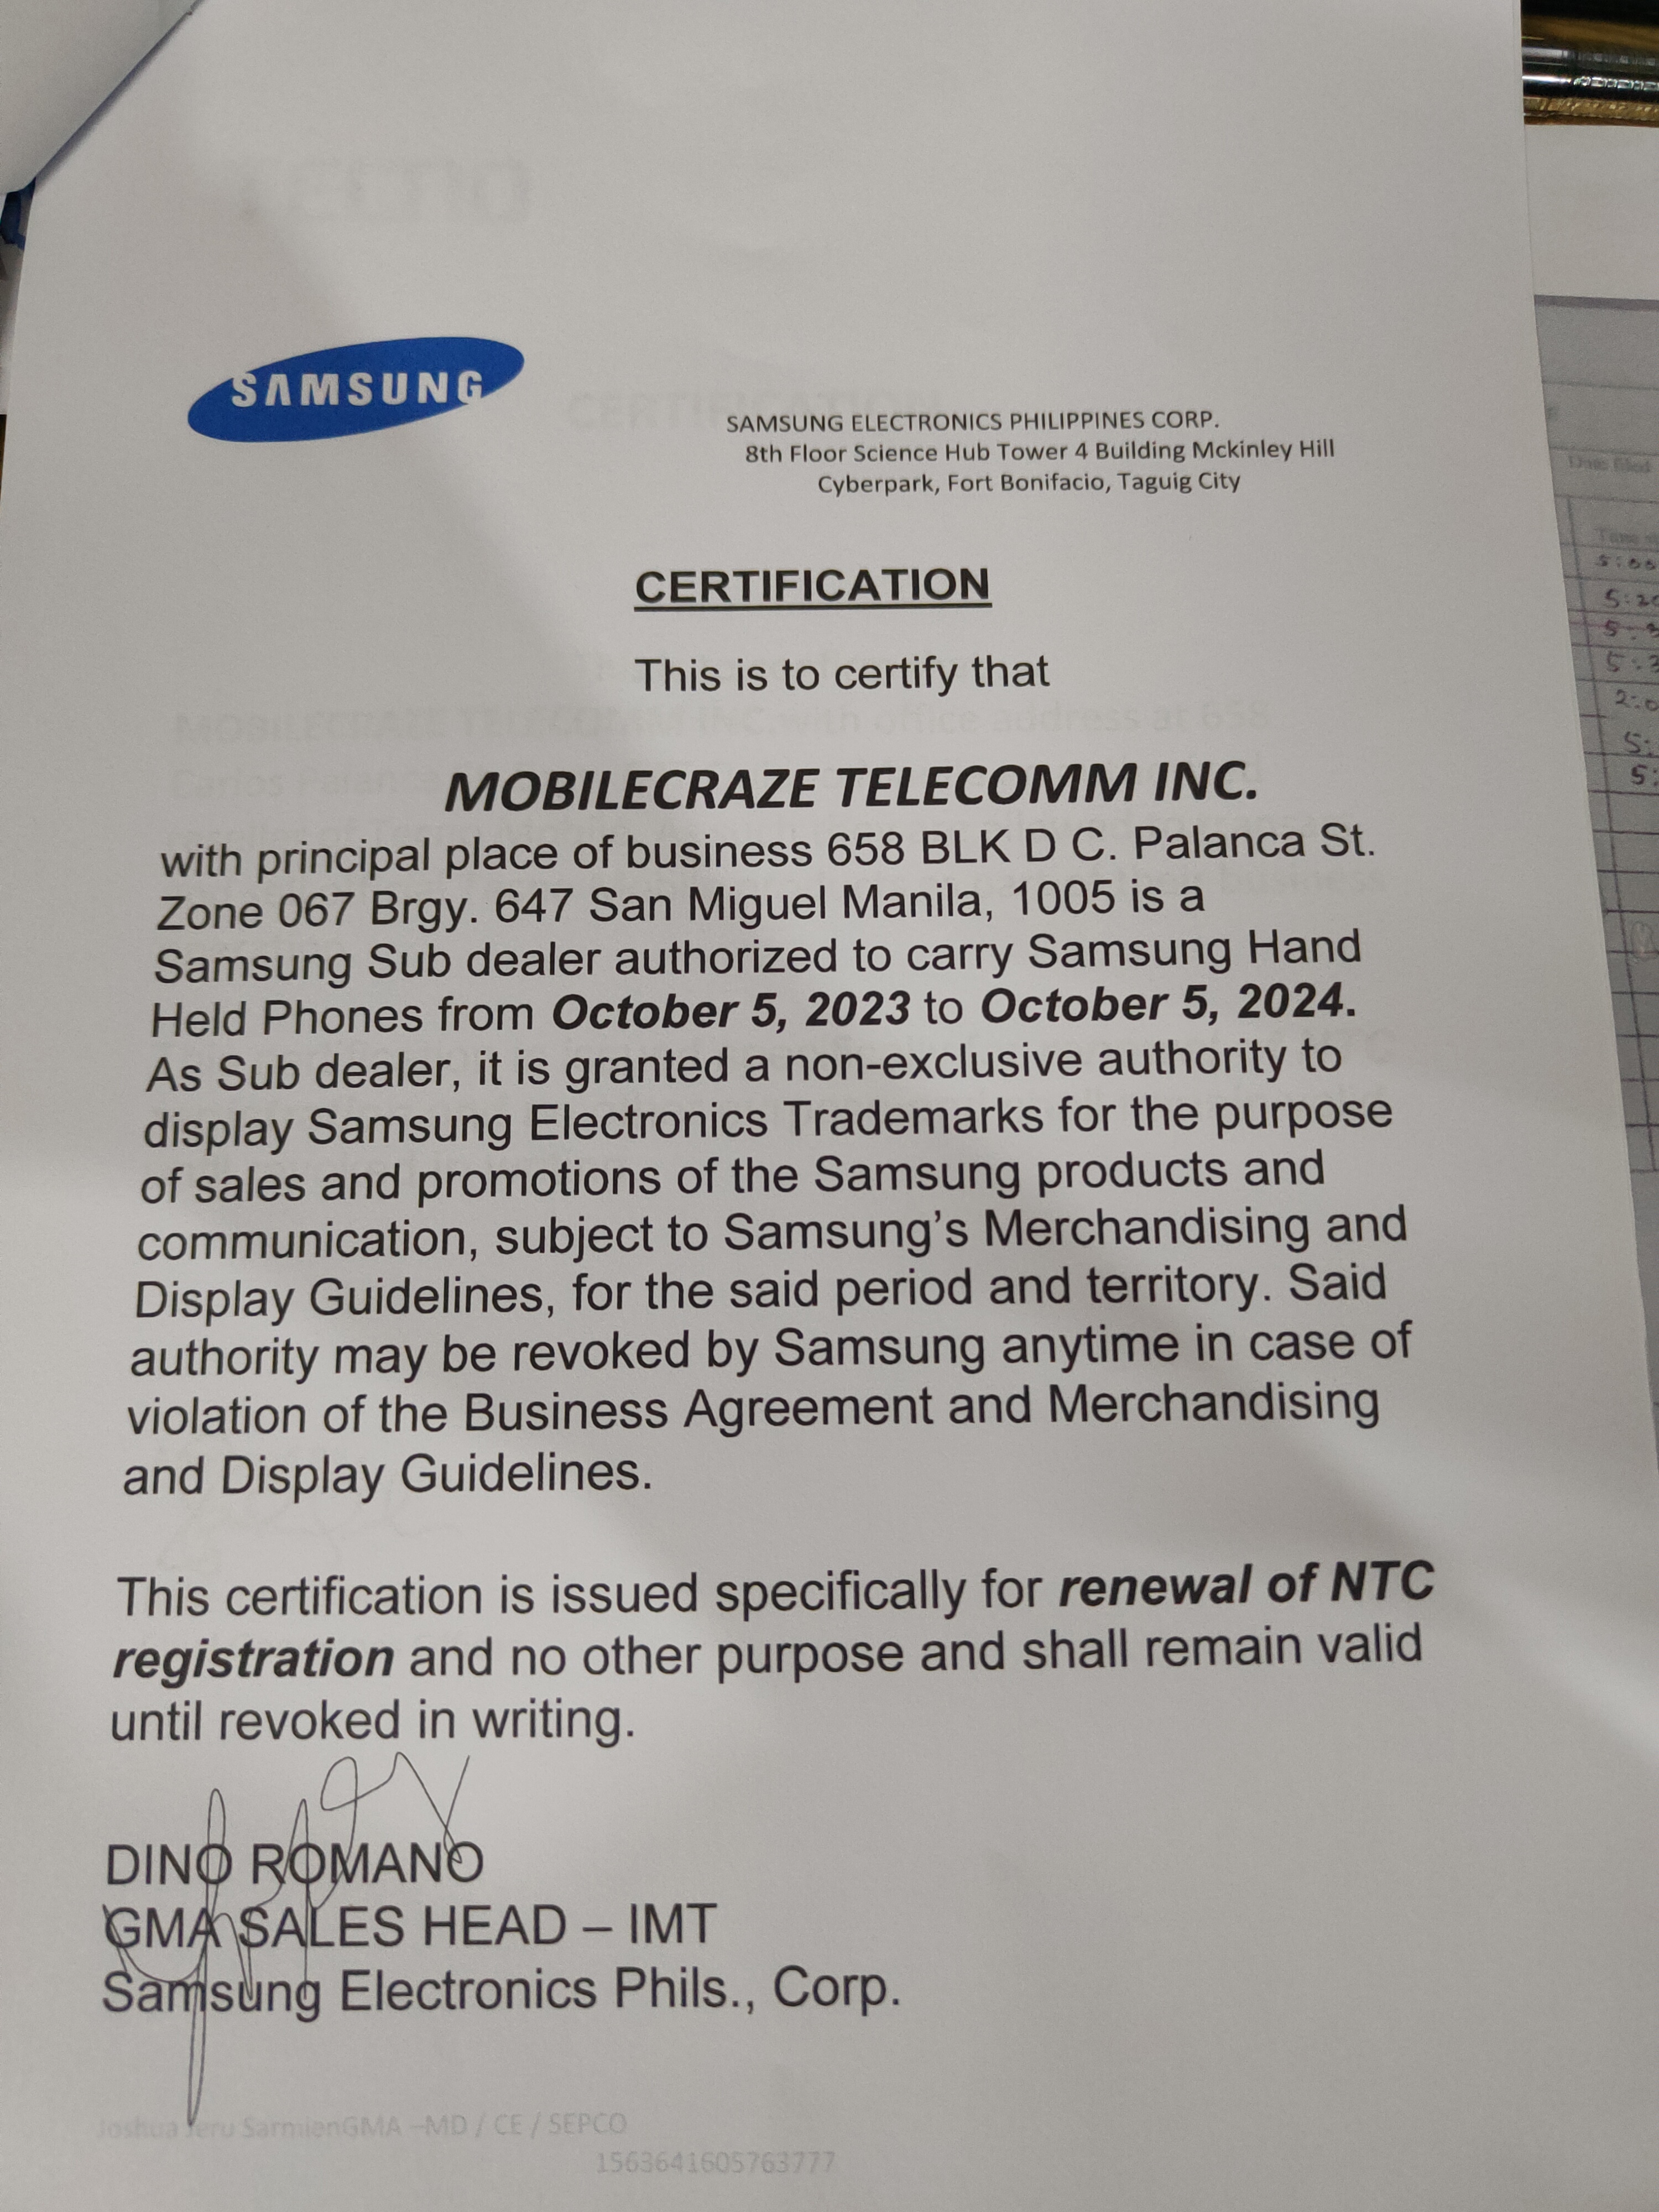 SAMSUNG
SAMSUNG ELECTRONICS PHILIPPINES CORP.
8th Floor Science Hub Tower 4 Building Mckinley Hill
Cyberpark, Fort Bonifacio, Taguig City
CERTIFICATION
This is to certify that
MOBILECRAZE TELECOMM INC.
with principal place of business 658 BLK D C. Palanca St.
Zone 067 Brgy. 647 San Miguel Manila, 1005 is a
Samsung Sub dealer authorized to carry Samsung Hand
Held Phones from October 5, 2023 to October 5, 2024.
As Sub dealer, it is granted a non-exclusive authority to
display Samsung Electronics Trademarks for the purpose
of sales and promotions of the Samsung products and
communication, subject to Samsung’s Merchandising and
Display Guidelines, for the said period and territory. Said
authority may be revoked by Samsung anytime in case of
violation of the Business Agreement and Merchandising
and Display Guidelines.
This certification is issued specifically for renewal of NTC
registration and no other purpose and shall remain valid
until revoked in writing.
DINO ROMANO
GMA SALES HEAD – IMT
Samsung Electronics Phils., Corp.
Joshua Jeru SarmienGMA –MD / CE / SEPCO
1563641605763777
5:00